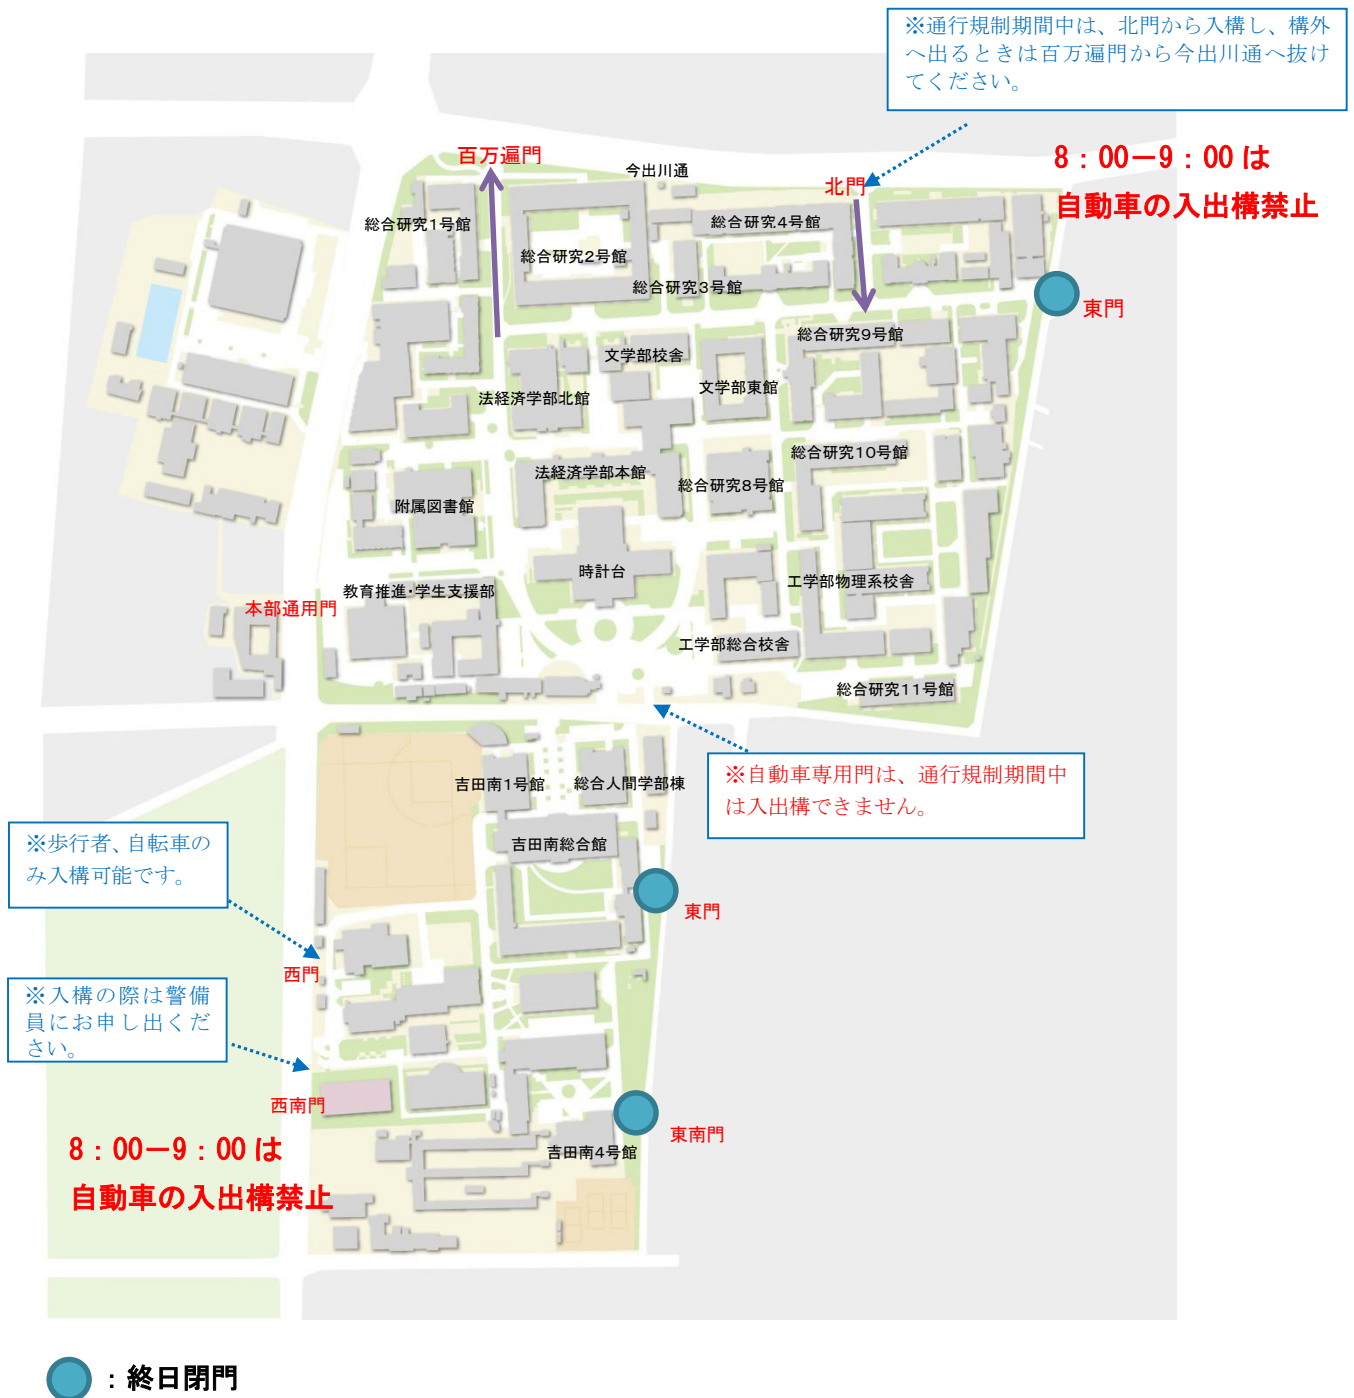 ※通行規制期間中は、北門から入構し、構外
へ出るときは百万遍門から今出川通へ抜け
てください。
8：00－9：00は
自動車の入出構禁止
百万遍門
今出川通
北門
総合研究1号館
総合研究4号館
総合研究2号館
総合研究3号館
東門
総合研究9号館
文学部校舎
文学部東館
法経済学部北館
総合研究10号館
法経済学部本館
総合研究8号館
附属図書館
時計台
工学部物理系校舎
教育推進・学生支援部
本部通用門
工学部総合校舎
総合研究11号館
※自動車専用門は、通行規制期間中
は入出構できません。
吉田南1号館
総合人間学部棟
吉田南総合館
※歩行者、自転車の
み入構可能です。
東門
西門
※入構の際は警備
員にお申し出くだ
さい。
西南門
東南門
吉田南4号館
8：00－9：00は
自動車の入出構禁止
：終日閉門